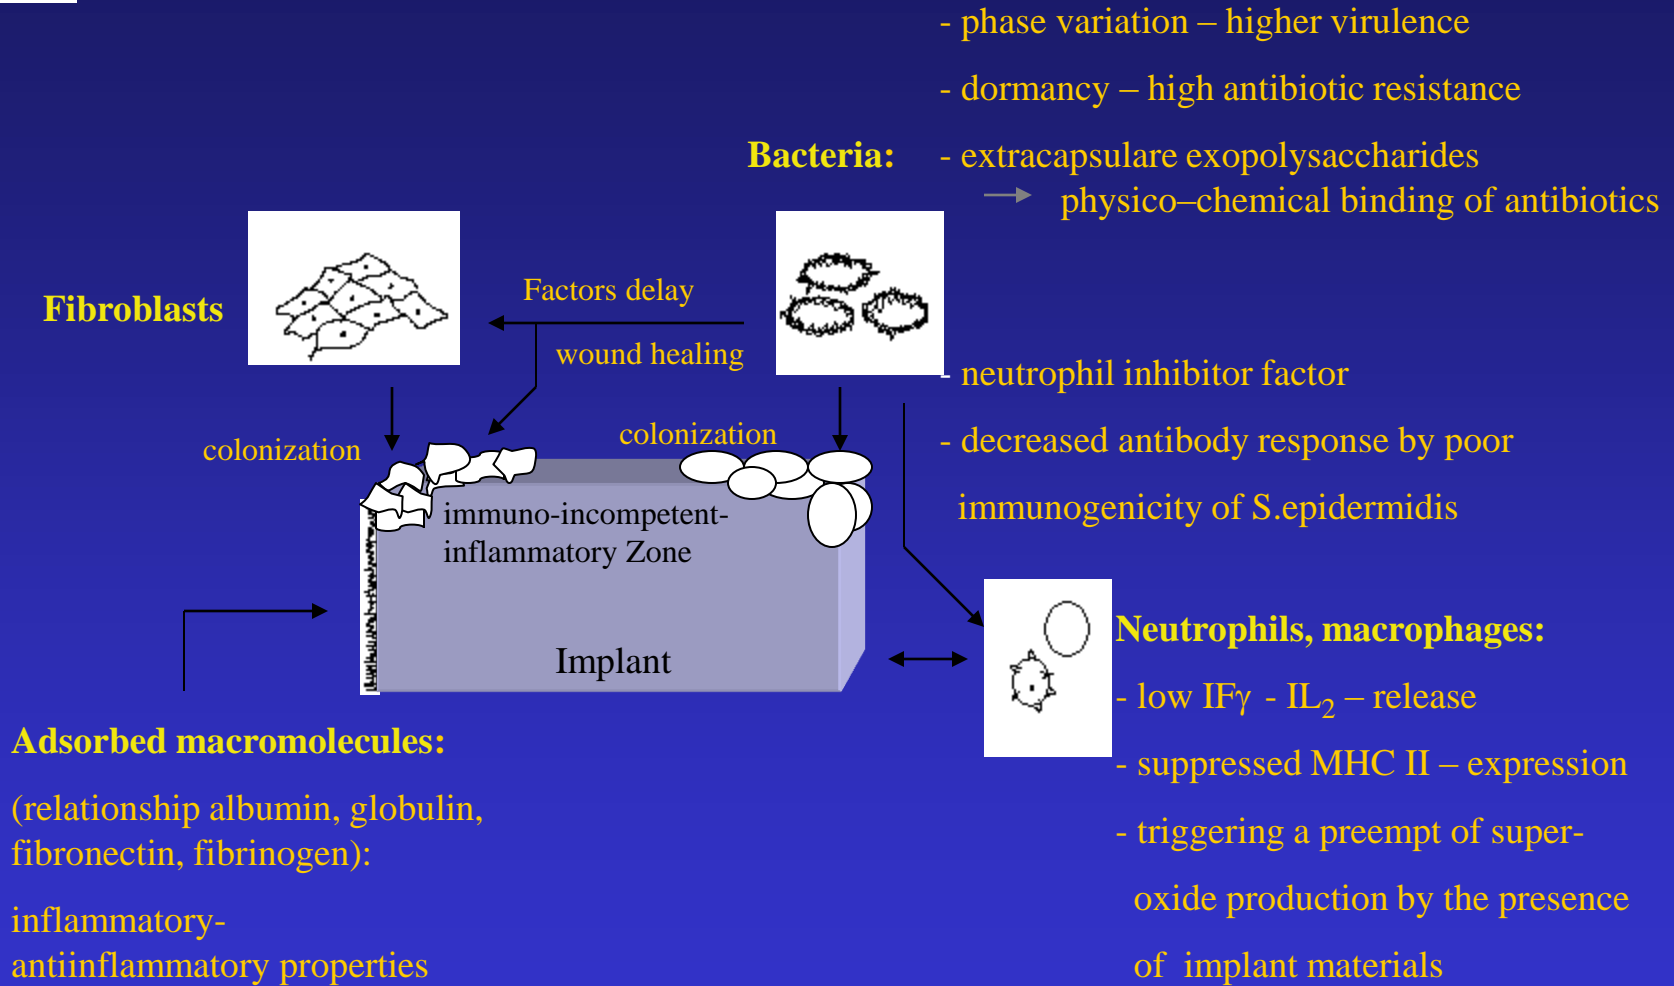 - phase variation – higher virulence
- dormancy – high antibiotic resistance
Bacteria:
- extracapsulare exopolysaccharides
physico–chemical binding of antibiotics
Fibroblasts
Factors delay
wound healing
- neutrophil inhibitor factor
- decreased antibody response by poor
immunogenicity of S.epidermidis
colonization
colonization
immuno-incompetent-
inflammatory Zone
Implant
Neutrophils, macrophages:
- low IFγ - IL2 – release
- suppressed MHC II – expression
- triggering a preempt of super-
oxide production by the presence
of implant materials
Adsorbed macromolecules:
(relationship albumin, globulin,
fibronectin, fibrinogen):
inflammatory-
antiinflammatory properties